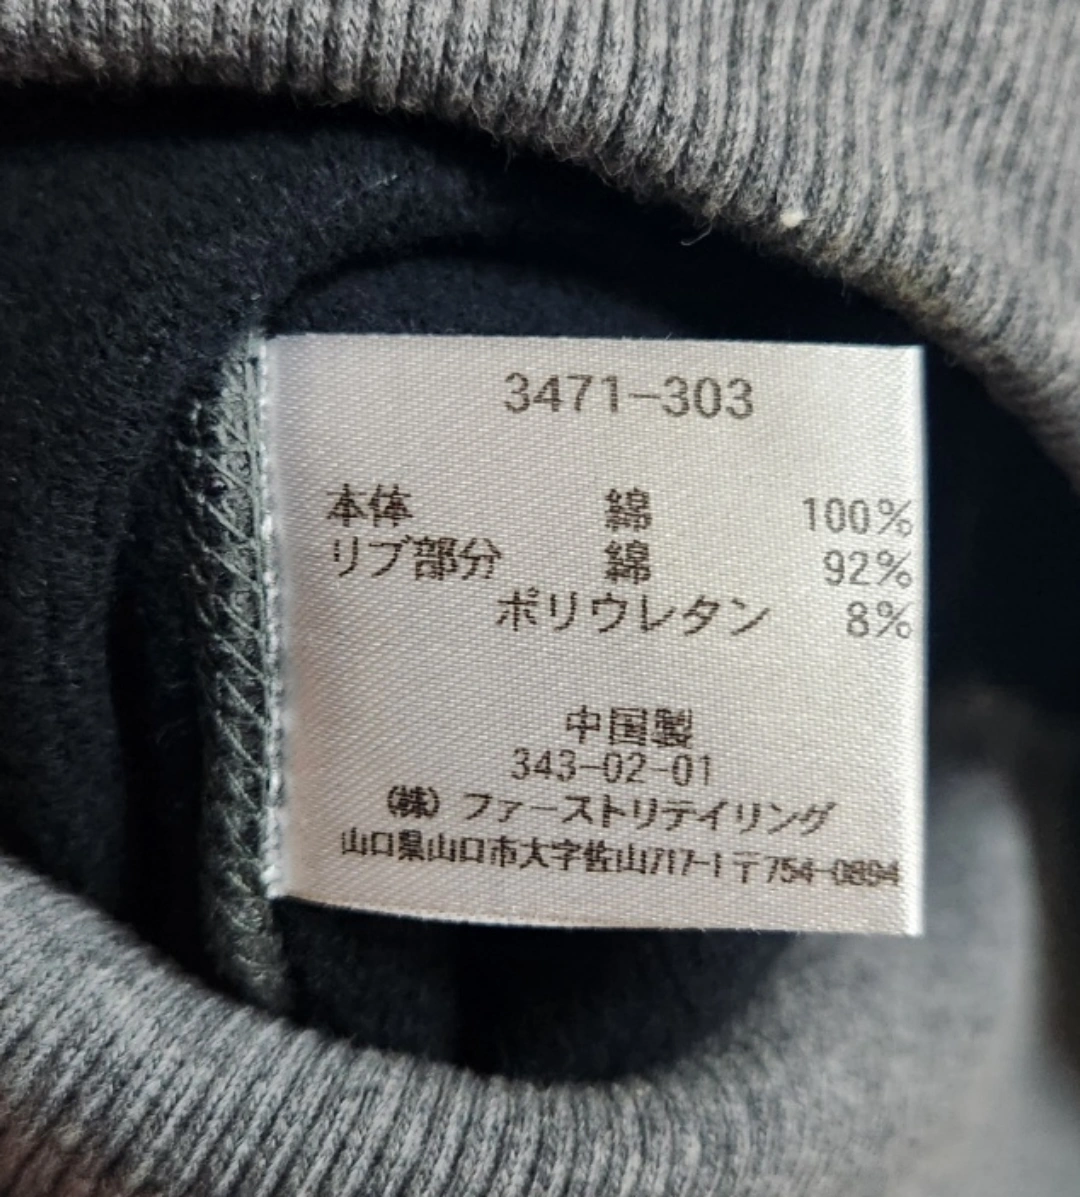 3471-303
本体 綿 100%
リブ部分 綿 92%
ポリウレタン 8%
中国製
343-02-01
(株) ファーストリテイリング
山口県山口市大字佐山717-1〒754-0894